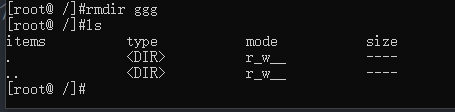 [root@ /]#rmdir ggg
[root@ /]#ls
items type mode size
. <DIR> r_w__ ----
.. <DIR> r_w__ ----
[root@ /]#